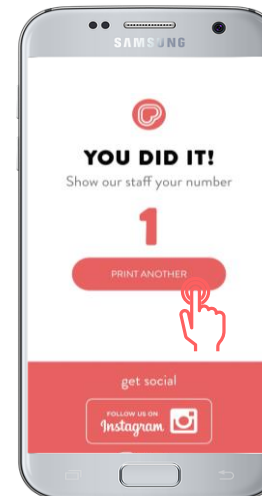 SAMSUNG
YOU DID IT!
Show our staff your number
1
PRINT ANOTHER
get social
FOLLOW US ON
Instagram